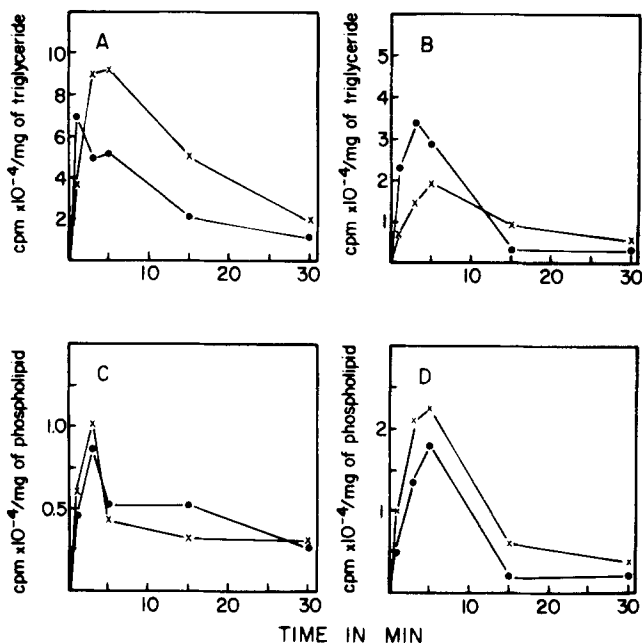 A
cpm x10-4/mg of triglyceride
10
8
6
4
2
10 20 30
B
cpm x10-4/mg of triglyceride
5
4
3
2
1
10 20 30
C
cpm x10-4/mg of phospholipid
1.0
0.5
10 20 30
D
cpm x10-4/mg of phospholipid
2
1
10 20 30
TIME IN MIN